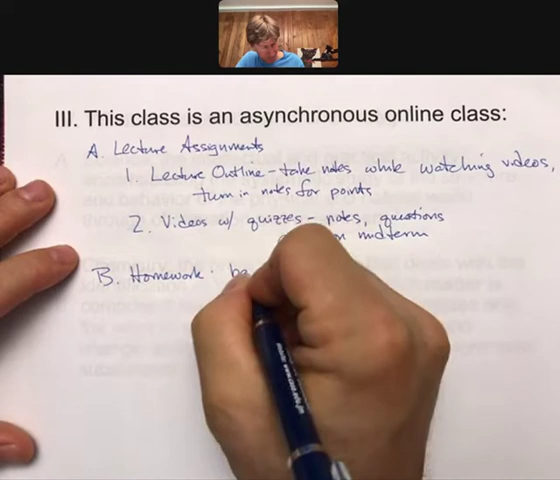 III. This class is an asynchronous online class:
A. Lecture Assignments
1. Lecture Outline - take notes while watching videos,
turn in notes for points
2. Videos w/ quizzes - notes, questions
on midterm
B. Homework: